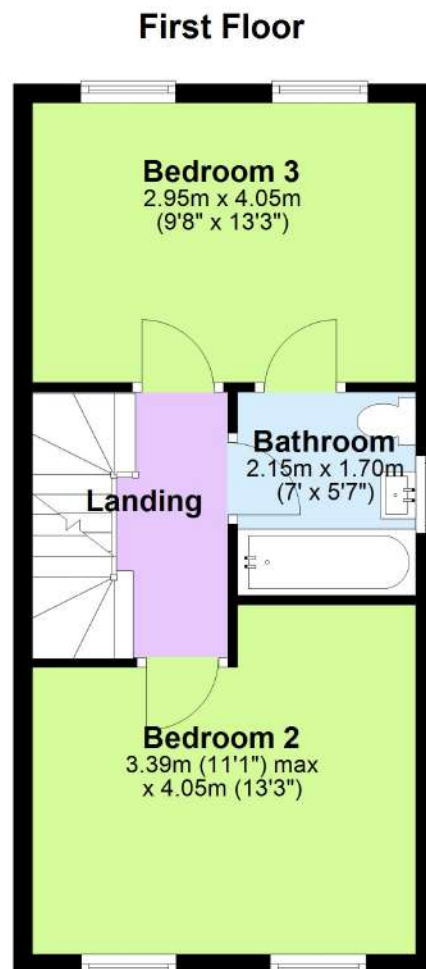 First Floor
Bedroom 3
2.95m x 4.05m
(9'8" x 13'3")
Bathroom
2.15m x 1.70m
(7' x 5'7")
Landing
Bedroom 2
3.39m (11'1") max
x 4.05m (13'3")